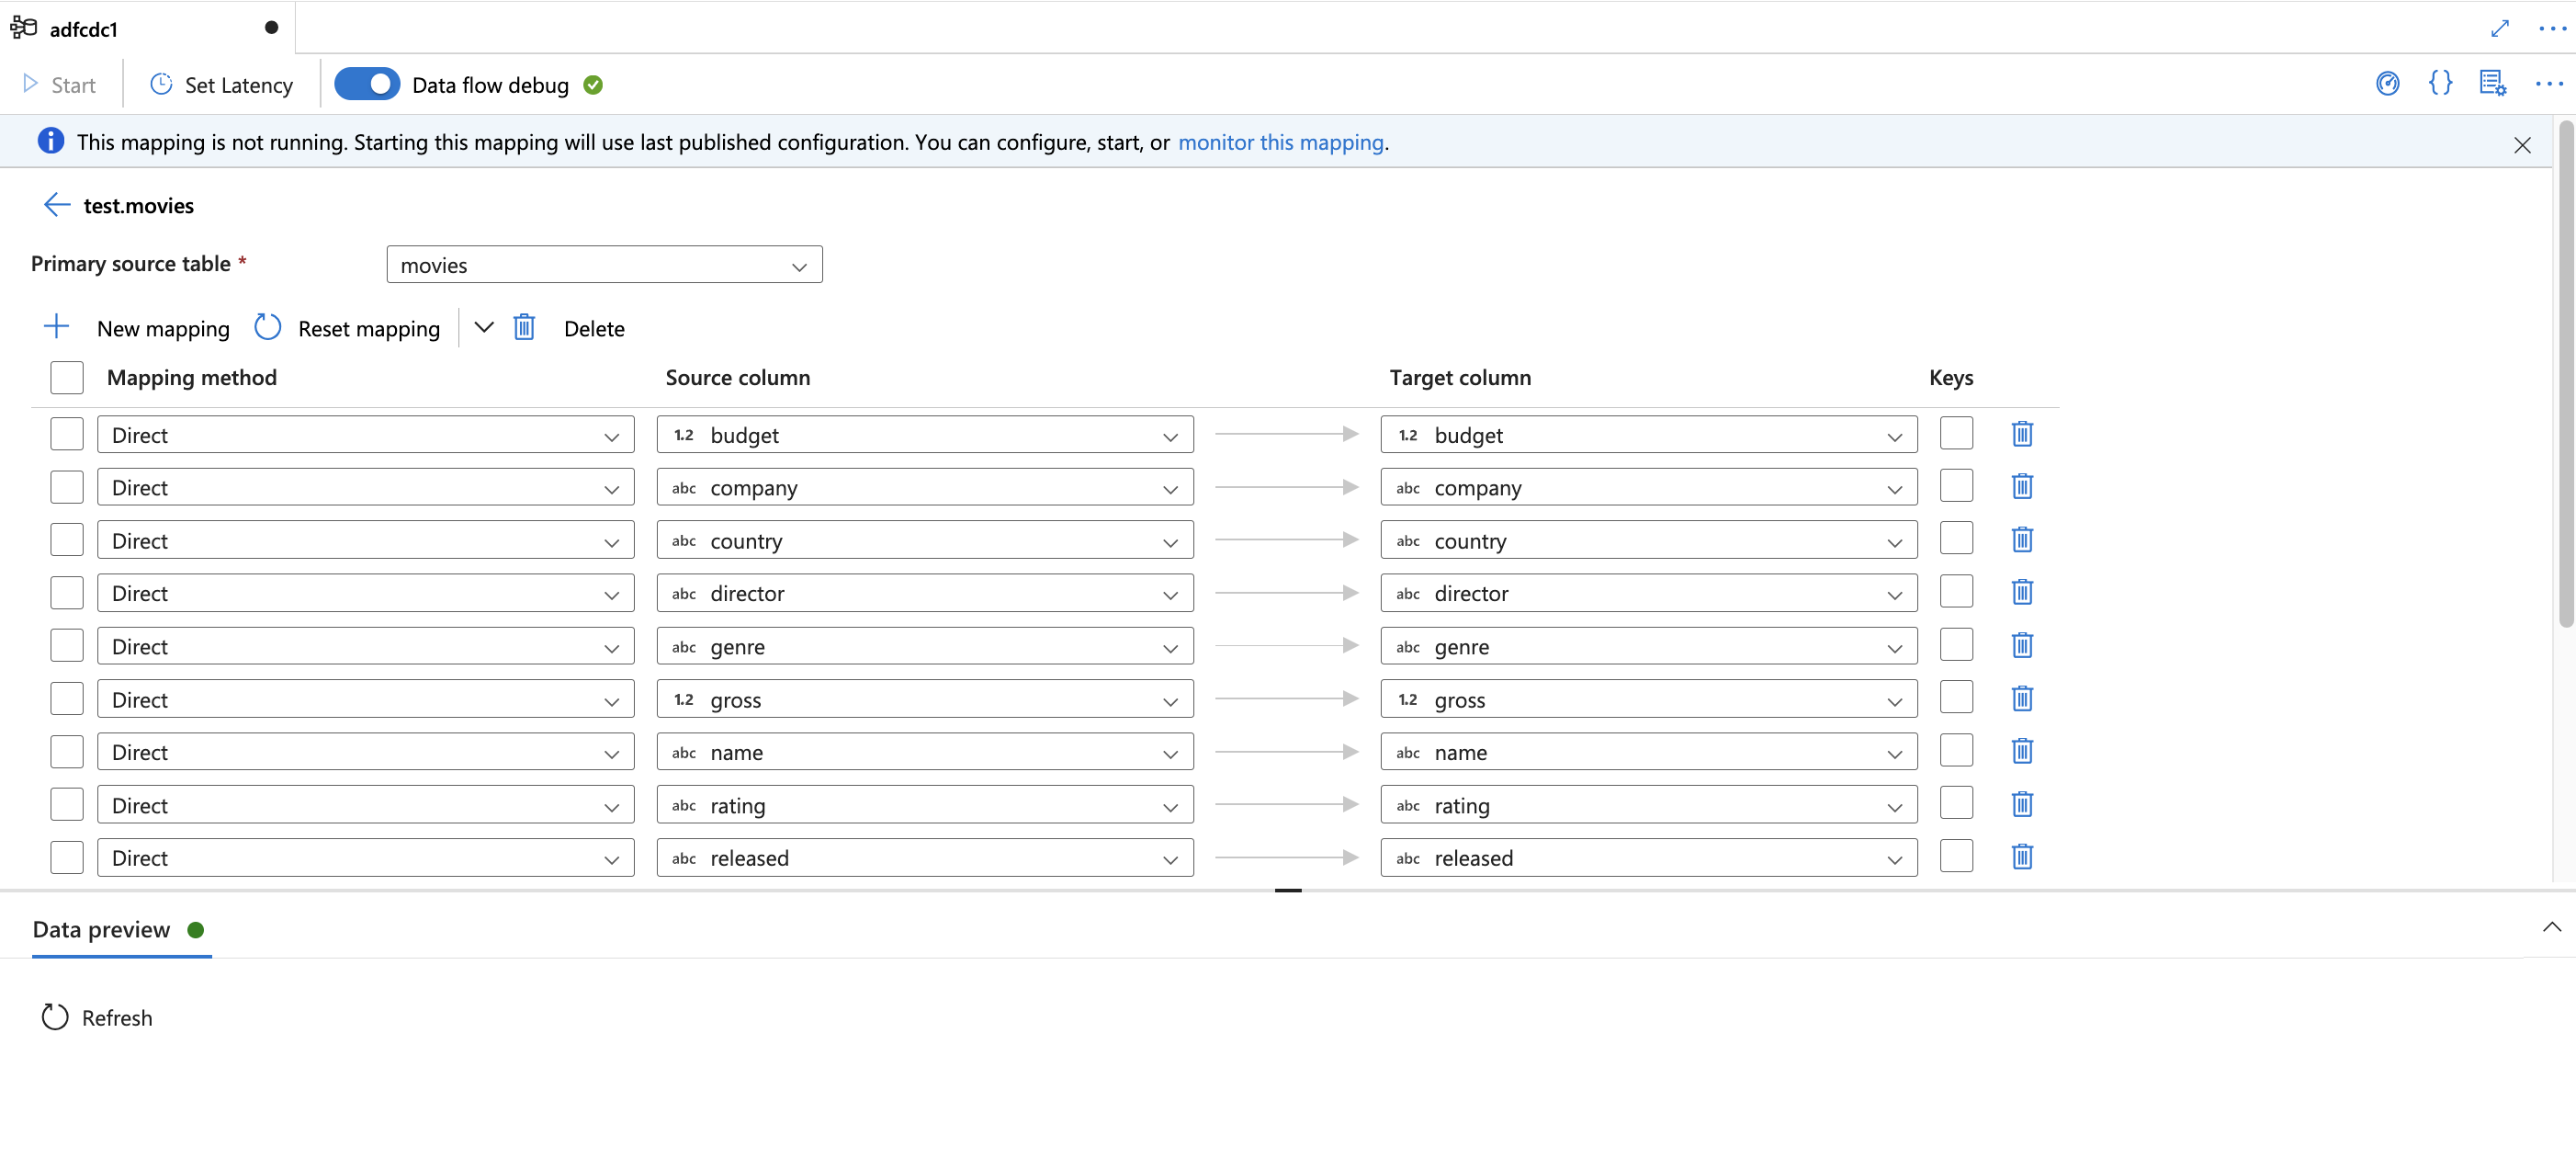 adfcdc1
Start
Set Latency
Data flow debug
This mapping is not running. Starting this mapping will use last published configuration. You can configure, start, or monitor this mapping.
test.movies
Primary source table *
movies
New mapping
Reset mapping
Delete
Mapping method Source column Target column Keys
Direct 1.2 budget 1.2 budget
Direct abc company abc company
Direct abc country abc country
Direct abc director abc director
Direct abc genre abc genre
Direct 1.2 gross 1.2 gross
Direct abc name abc name
Direct abc rating abc rating
Direct abc released abc released
Data preview
Refresh